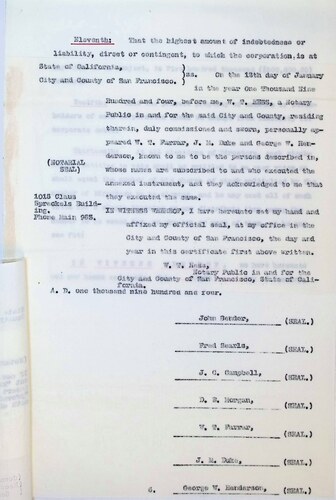 Eleventh: That the highest amount of indebtedness or
liability, direct or contingent, to which the corporation is at
State of California, )
)ss. On the 12th day of January
City and County of San Francisco. )
in the year one Thousand Nine
Hundred and four, before me, W. T. HESS, a Notary
Public in and for the said City and County, residing
therein, duly commissioned and sworn, personally ap-
peared W. T. Farrar, J. M. Duke and George W. Hen-
derson, known to me to be the persons described in,
(NOTARIAL SEAL)
whose names are subscribed to and who executed the
annexed instrument, and they acknowledged to me that
they executed the same.
1015 Claus
Spreckels Build-
ing.
Phone Main 983.
IN WITNESS WHEREOF, I have hereunto set my hand and
affixed my official seal, at my office in the
City and County of San Francisco, the day and
year in this certificate first above written.
W. T. Hess,
Notary Public in and for the
City and County of San Francisco, State of Cali-
fornia.
A. D. one thousand nine hundred and four.
John Sender, (SEAL.)
Fred Searls, (SEAL.)
J. C. Campbell, (SEAL.)
D. E. Morgan, (SEAL.)
W. T. Farrar, (SEAL.)
J. M. Duke, (SEAL.)
6. George W. Henderson, (SEAL.)